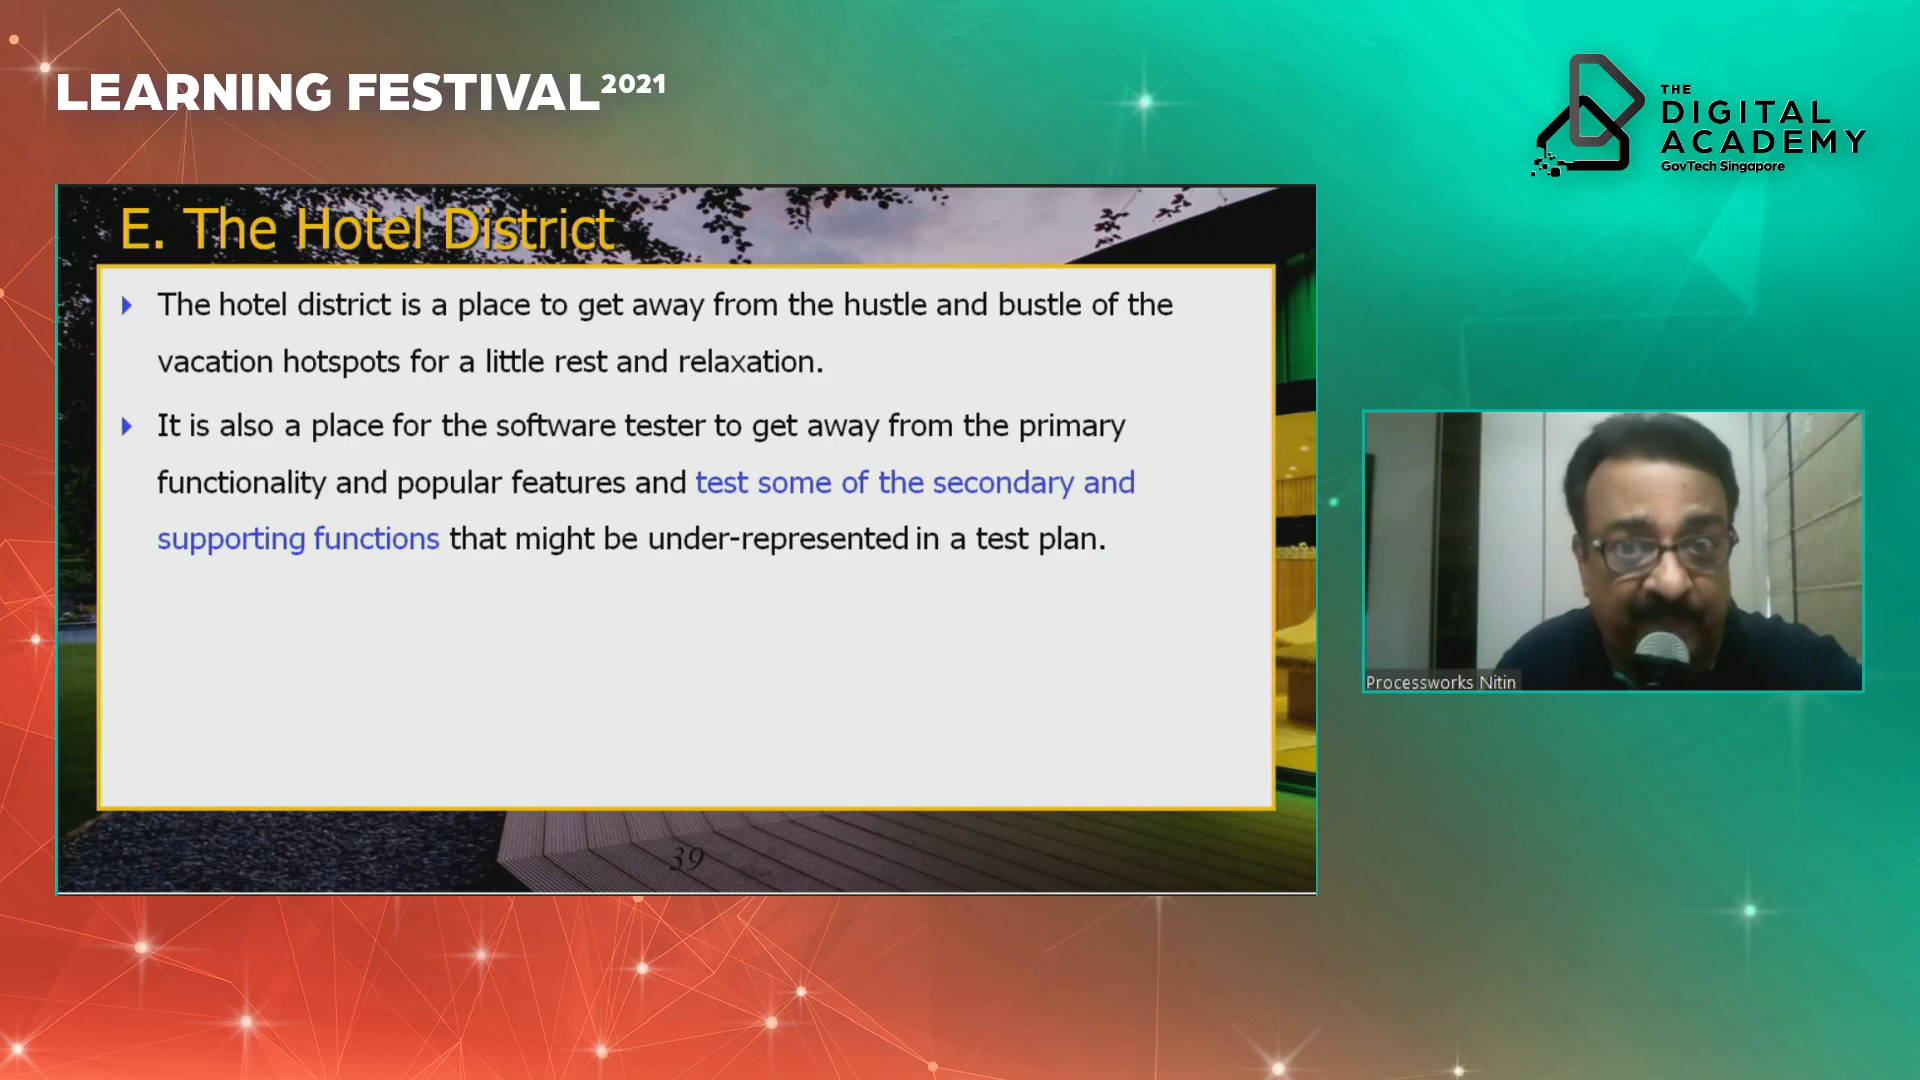 LEARNING FESTIVAL 2021
THE
DIGITAL
ACADEMY
GovTech Singapore
E. The Hotel District
The hotel district is a place to get away from the hustle and bustle of the
vacation hotspots for a little rest and relaxation.
It is also a place for the software tester to get away from the primary
functionality and popular features and test some of the secondary and
supporting functions that might be under-represented in a test plan.
39
Processworks Nitin